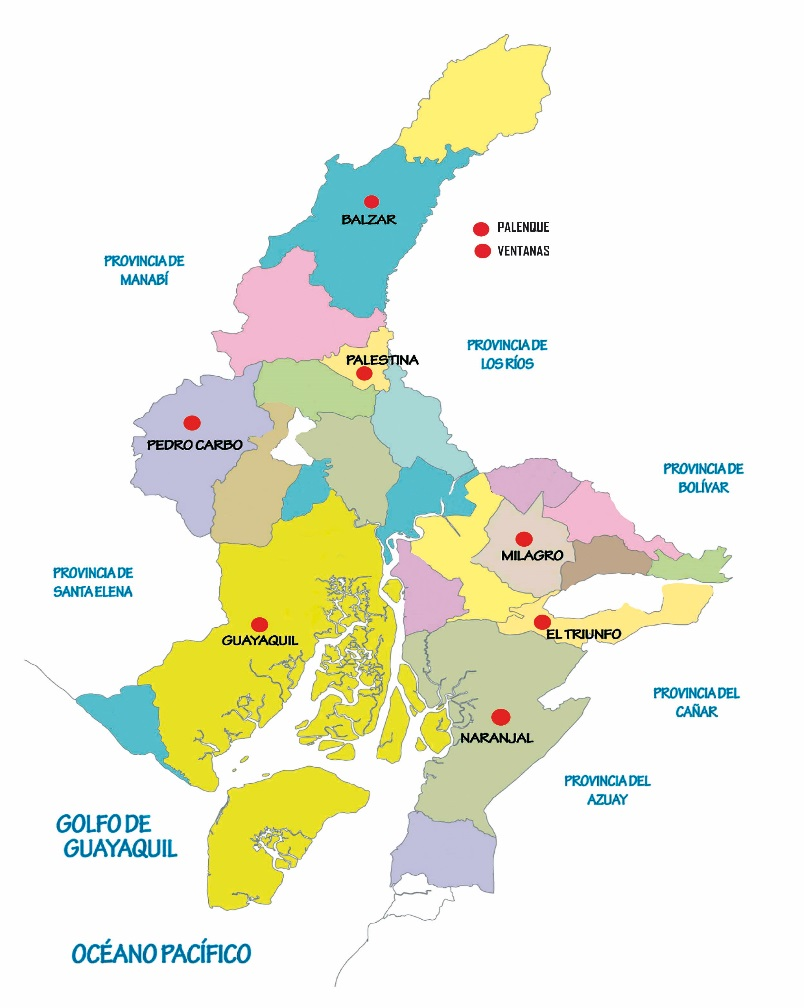 BALZAR
PALENQUE
VENTANAS
PROVINCIA DE
MANABÍ
PROVINCIA DE
LOS RÍOS
PALESTINA
PEDRO CARBO
PROVINCIA DE
BOLÍVAR
MILAGRO
PROVINCIA DE
SANTA ELENA
GUAYAQUIL
EL TRIUNFO
PROVINCIA DEL
CAÑAR
NARANJAL
PROVINCIA DEL
AZUAY
GOLFO DE
GUAYAQUIL
OCÉANO PACÍFICO